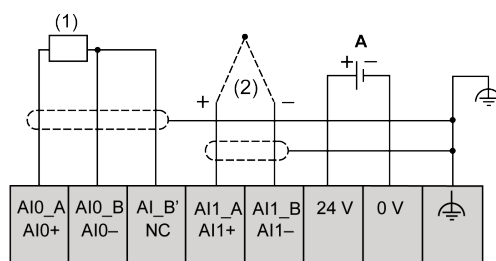 (1)
A
+ −
+ (2) −
AI0_A AI0_B AI_B' AI1_A AI1_B 24 V 0 V
AI0+ AI0− NC AI1+ AI1−